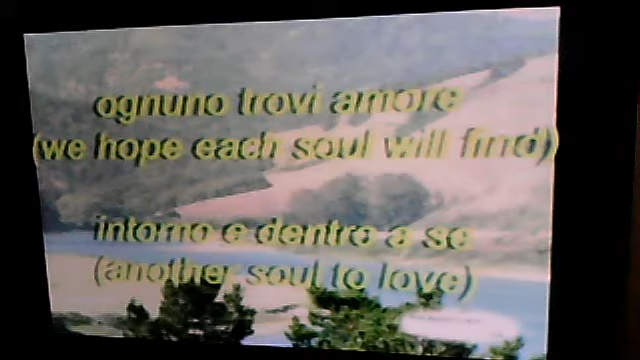 ognuno trovi amore
(we hope each soul will find)
intorno e dentro a se
(another soul to love)